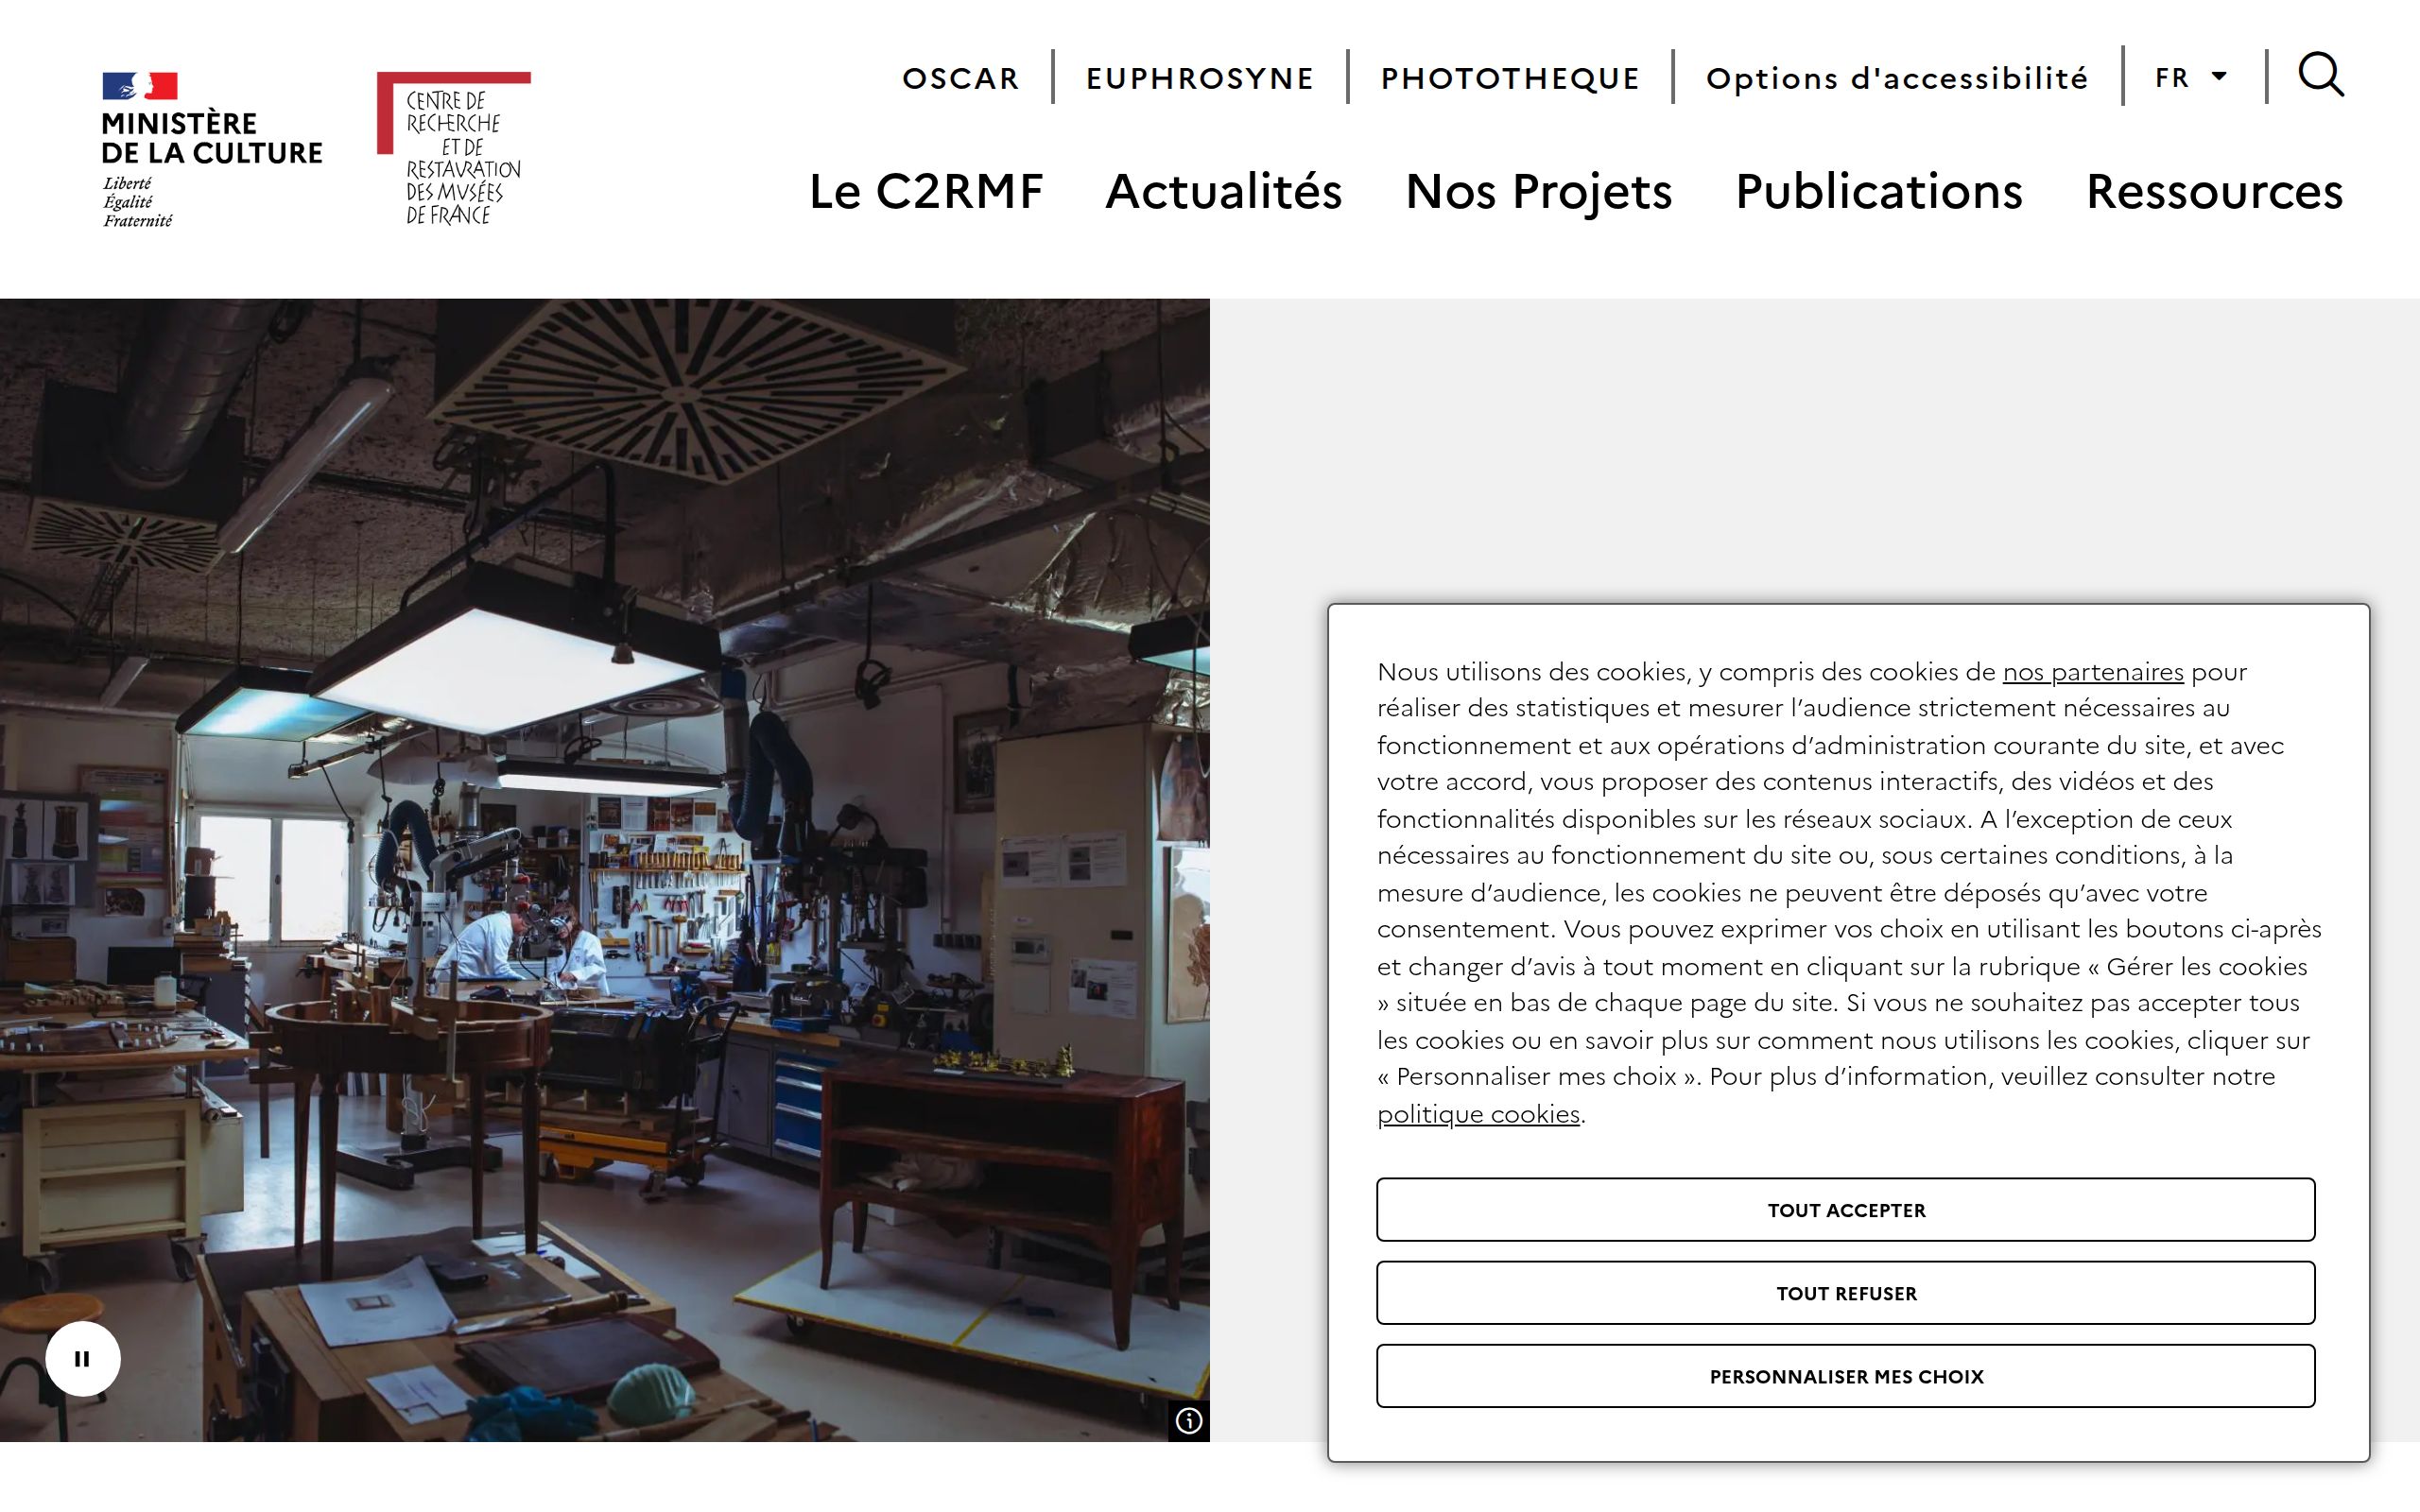 MINISTÈRE
DE LA CULTURE
Liberté
Égalité
Fraternité
CENTRE DE
RECHERCHE
ET DE
RESTAURATION
DES MUSÉES
DE FRANCE
OSCAR
EUPHROSYNE
PHOTOTHEQUE
Options d'accessibilité
FR
Le C2RMF
Actualités
Nos Projets
Publications
Ressources
Nous utilisons des cookies, y compris des cookies de nos partenaires pour
réaliser des statistiques et mesurer l’audience strictement nécessaires au
fonctionnement et aux opérations d’administration courante du site, et avec
votre accord, vous proposer des contenus interactifs, des vidéos et des
fonctionnalités disponibles sur les réseaux sociaux. A l’exception de ceux
nécessaires au fonctionnement du site ou, sous certaines conditions, à la
mesure d’audience, les cookies ne peuvent être déposés qu’avec votre
consentement. Vous pouvez exprimer vos choix en utilisant les boutons ci-après
et changer d’avis à tout moment en cliquant sur la rubrique « Gérer les cookies
» située en bas de chaque page du site. Si vous ne souhaitez pas accepter tous
les cookies ou en savoir plus sur comment nous utilisons les cookies, cliquer sur
« Personnaliser mes choix ». Pour plus d’information, veuillez consulter notre
politique cookies.
TOUT ACCEPTER
TOUT REFUSER
PERSONNALISER MES CHOIX